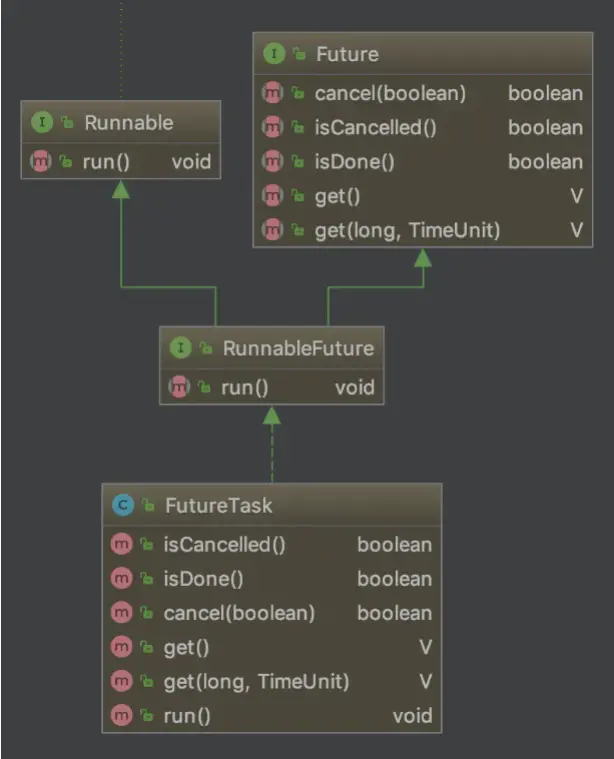 I Runnable
m run() void
I Future
m cancel(boolean) boolean
m isCancelled() boolean
m isDone() boolean
m get() V
m get(long, TimeUnit) V
I RunnableFuture
m run() void
C FutureTask
m isCancelled() boolean
m isDone() boolean
m cancel(boolean) boolean
m get() V
m get(long, TimeUnit) V
m run() void